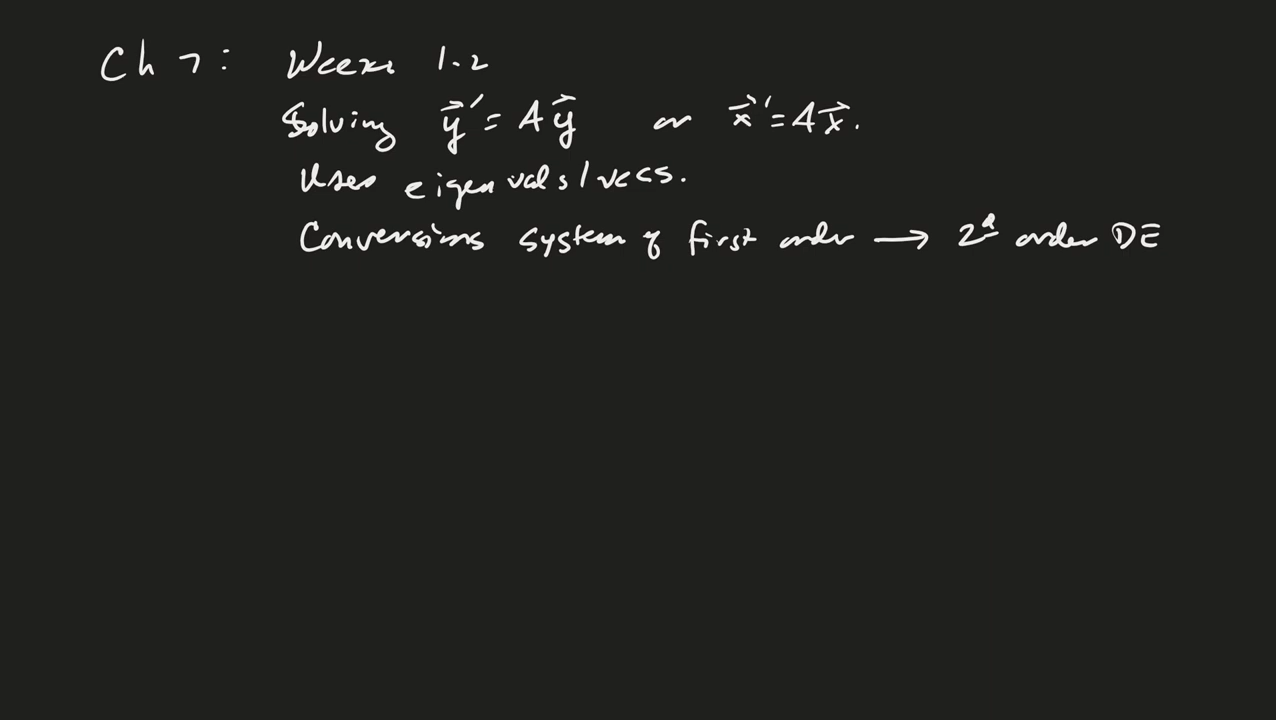 Ch 7: Weeks 1-2
Solving y⃗' = Ay⃗ or x⃗' = Ax⃗.
Uses eigenvals/vecs.
Conversions system of first order → 2ᵈ order DE